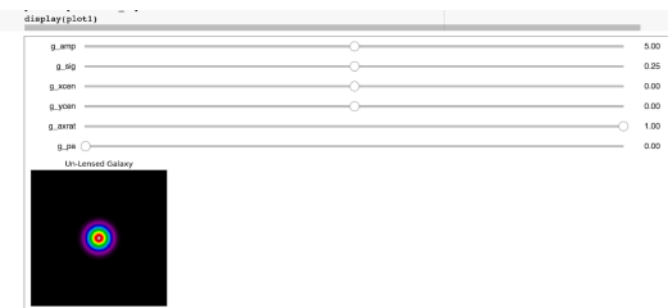 display(plot1)
g_amp 5.00
g_sig 0.25
g_xcen 0.00
g_ycen 0.00
g_axrat 1.00
g_pa 0.00
Un-Lensed Galaxy